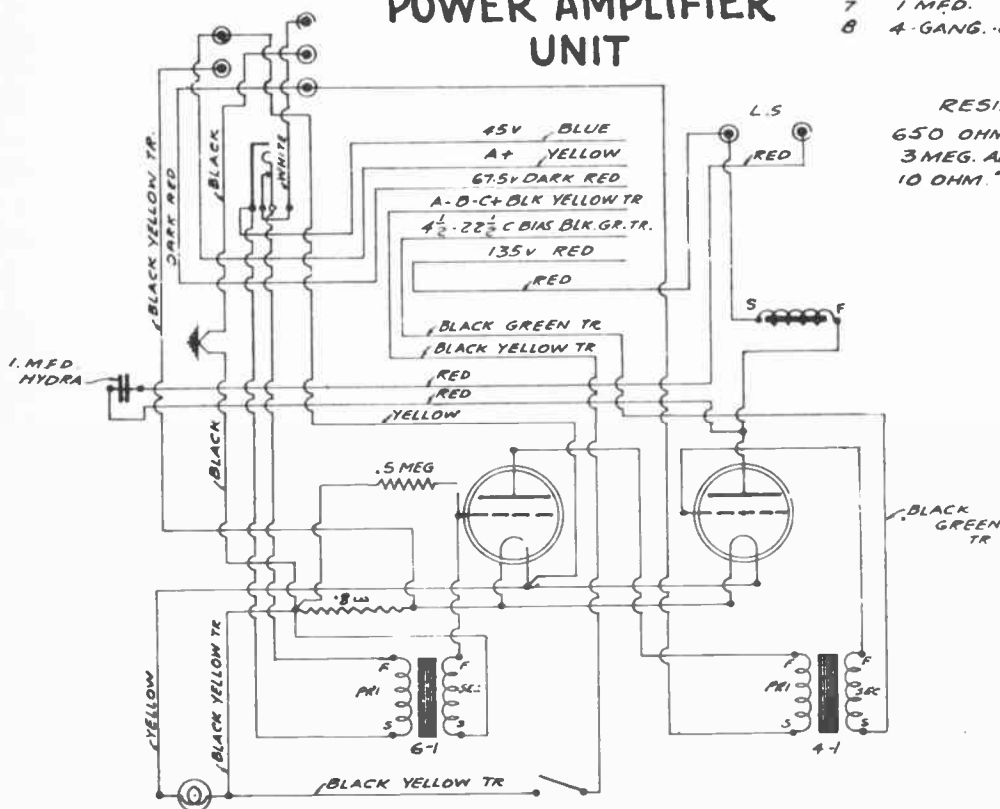 POWER AMPLIFIER
UNIT
7 1 MFD.
8 4-GANG.
RESI
650 OHM
3 MEG.
10 OHM.
L.S
RED
45V BLUE
A+ YELLOW
67.5V DARK RED
A-B-C+ BLK YELLOW TR
4½-22½ C BIAS BLK.GR.TR.
135V RED
RED
BLACK YELLOW TR.
DARK RED
BLACK
WHITE
S F
BLACK GREEN TR
BLACK YELLOW TR
1. MFD.
HYDRA
RED
RED
YELLOW
BLACK
.5 MEG
BLACK
GREEN
TR
.8ω
F F
PRI SEC
S S
6-1
F F
PRI SEC
S S
4-1
YELLOW
BLACK YELLOW TR
BLACK YELLOW TR